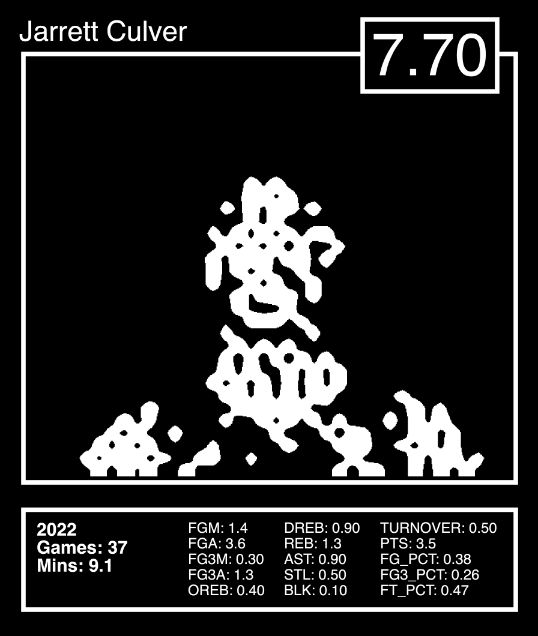 Jarrett Culver
7.70
2022
Games: 37
Mins: 9.1
FGM: 1.4
FGA: 3.6
FG3M: 0.30
FG3A: 1.3
OREB: 0.40
DREB: 0.90
REB: 1.3
AST: 0.90
STL: 0.50
BLK: 0.10
TURNOVER: 0.50
PTS: 3.5
FG_PCT: 0.38
FG3_PCT: 0.26
FT_PCT: 0.47